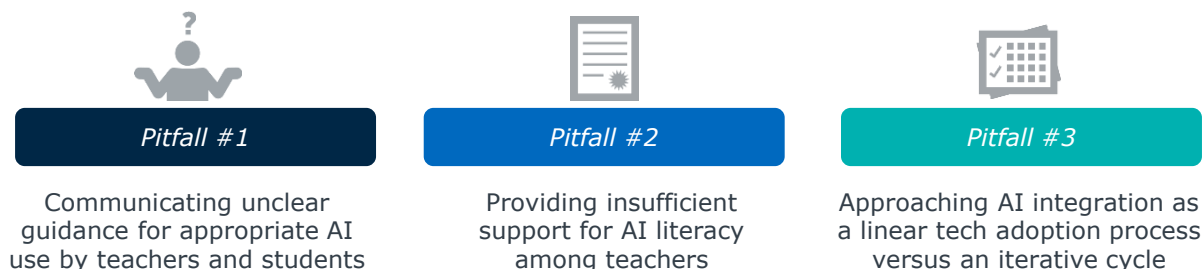 ?
Pitfall #1
Communicating unclear
guidance for appropriate AI
use by teachers and students
Pitfall #2
Providing insufficient
support for AI literacy
among teachers
Pitfall #3
Approaching AI integration as
a linear tech adoption process
versus an iterative cycle